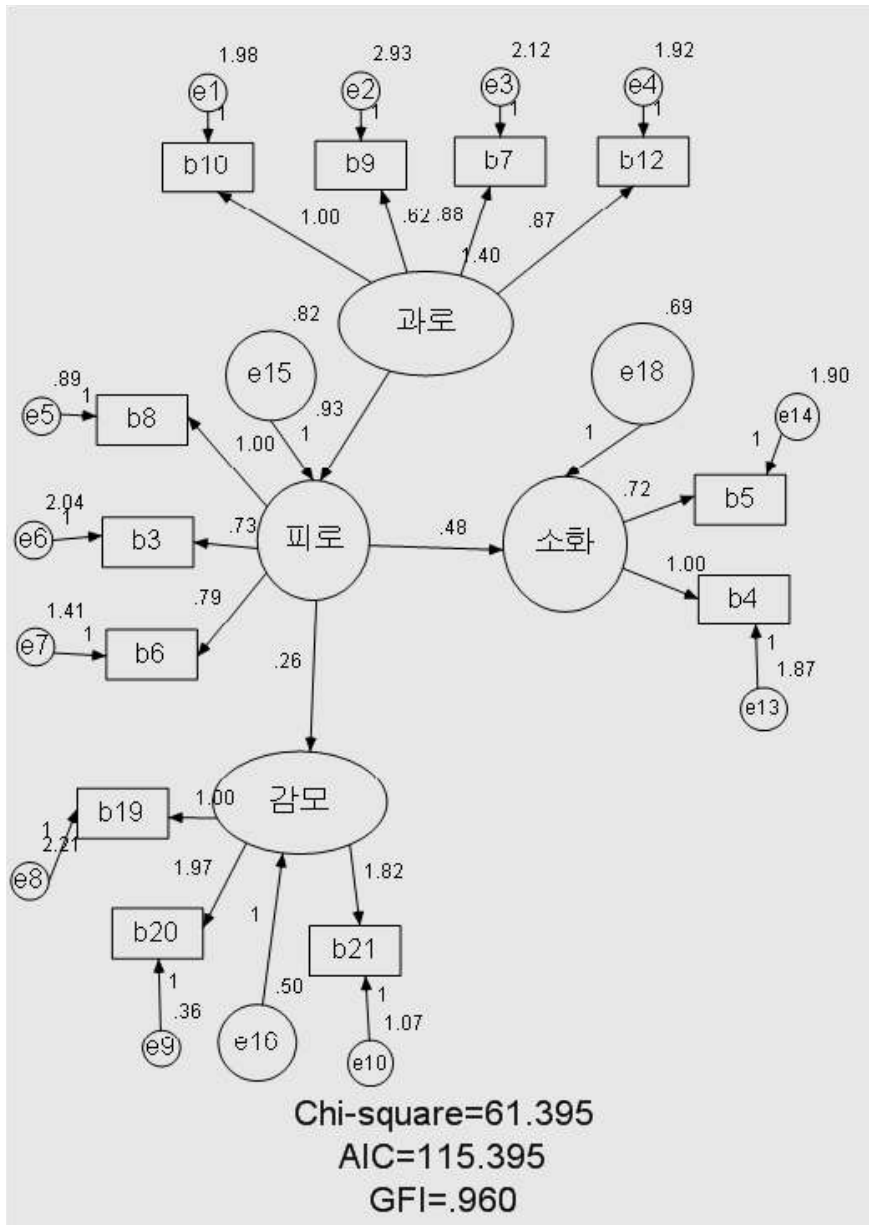 1.98 2.93 2.12 1.92
e1 e2 e3 e4
1 1 1 1
b10 b9 b7 b12
1.00 .62 .88 .87
1.40
과로
.82 .69
e15 e18
.89 1.90
e5 1 b8 e14
.93
1.00 1 1 1
.72 b5
2.04
e6 1 b3 .73 피로 .48 소화
1.00
b4
1.41 .79
e7 1 b6
.26
1
1.87
e13
감모
b19 1.00
1
2.21
e8
1.97 1.82
b20 1 b21
1 .50 1
.36 1.07
e9 e16 e10
Chi-square=61.395
AIC=115.395
GFI=.960